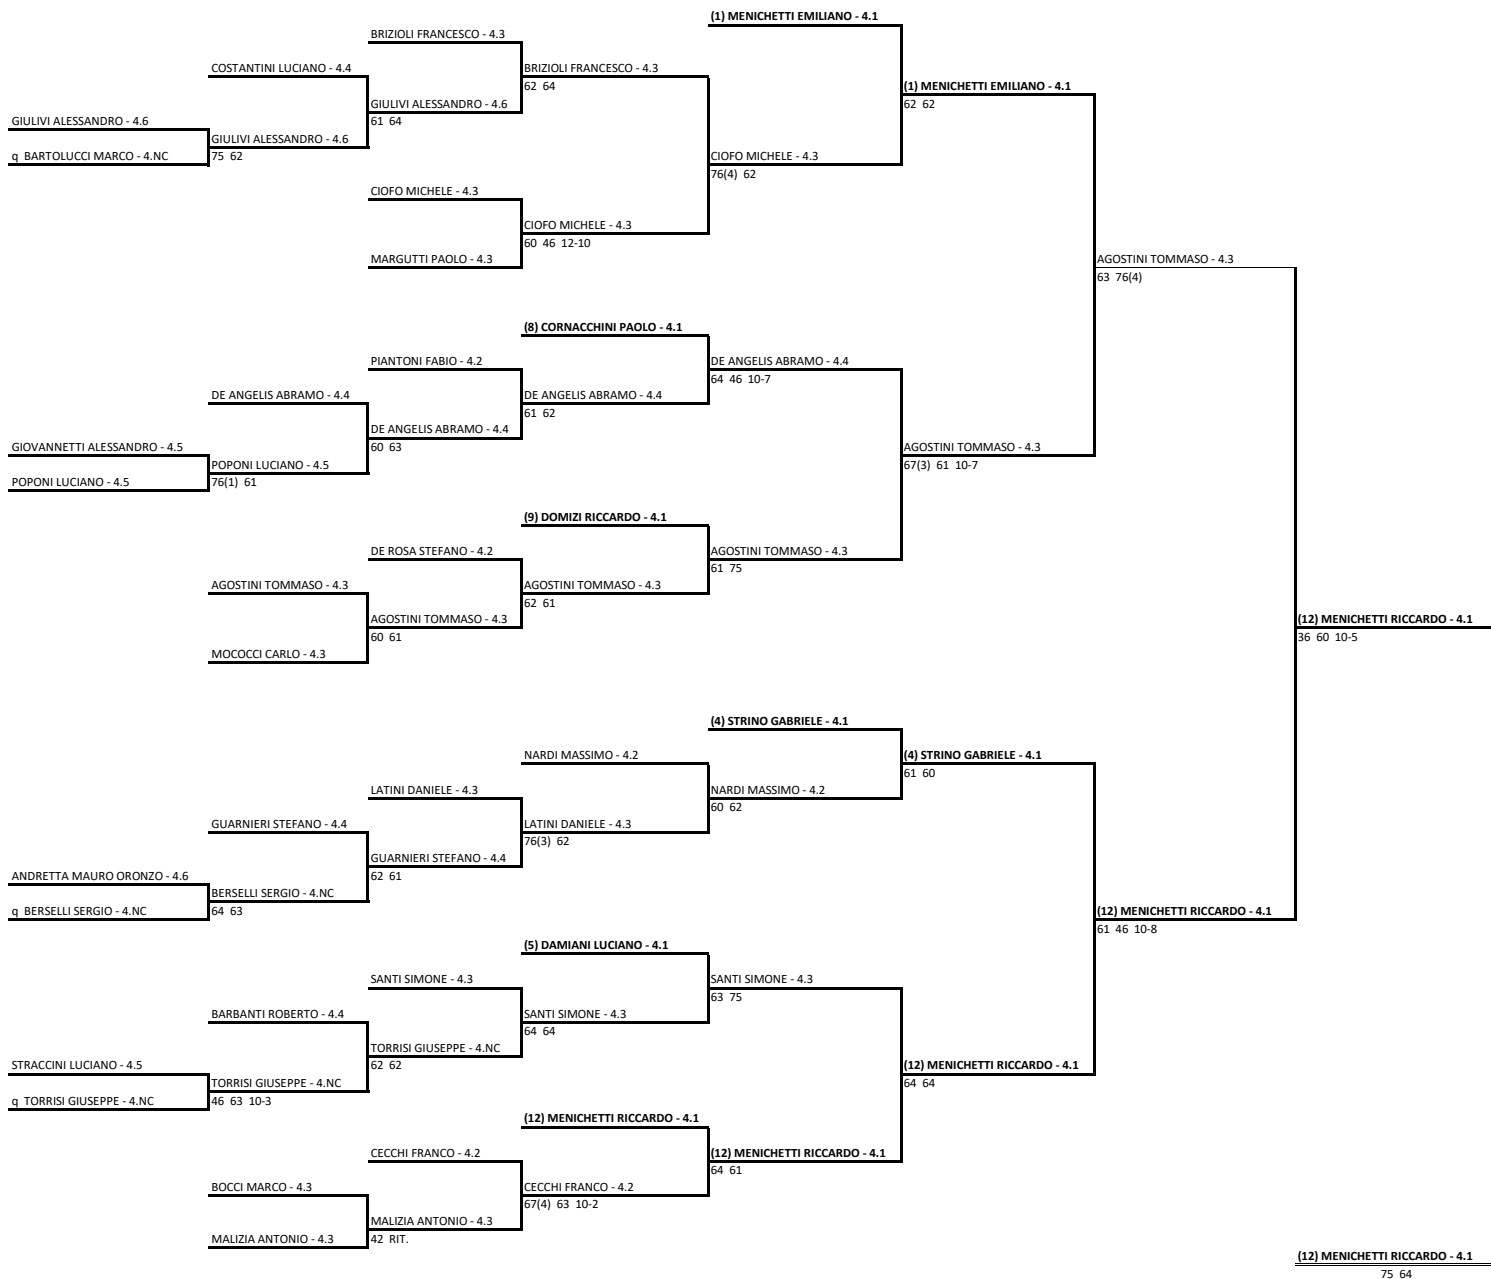 (1) MENICHETTI EMILIANO - 4.1
BRIZIOLI FRANCESCO - 4.3
COSTANTINI LUCIANO - 4.4
BRIZIOLI FRANCESCO - 4.3
62 64
(1) MENICHETTI EMILIANO - 4.1
62 62
GIULIVI ALESSANDRO - 4.6
61 64
GIULIVI ALESSANDRO - 4.6
GIULIVI ALESSANDRO - 4.6
75 62
q BARTOLUCCI MARCO - 4.NC
CIOFO MICHELE - 4.3
76(4) 62
CIOFO MICHELE - 4.3
CIOFO MICHELE - 4.3
60 46 12-10
MARGUTTI PAOLO - 4.3
AGOSTINI TOMMASO - 4.3
63 76(4)
(8) CORNACCHINI PAOLO - 4.1
PIANTONI FABIO - 4.2
DE ANGELIS ABRAMO - 4.4
64 46 10-7
DE ANGELIS ABRAMO - 4.4
DE ANGELIS ABRAMO - 4.4
61 62
DE ANGELIS ABRAMO - 4.4
60 63
GIOVANNETTI ALESSANDRO - 4.5
AGOSTINI TOMMASO - 4.3
67(3) 61 10-7
POPONI LUCIANO - 4.5
76(1) 61
POPONI LUCIANO - 4.5
(9) DOMIZI RICCARDO - 4.1
DE ROSA STEFANO - 4.2
AGOSTINI TOMMASO - 4.3
61 75
AGOSTINI TOMMASO - 4.3
AGOSTINI TOMMASO - 4.3
62 61
AGOSTINI TOMMASO - 4.3
60 61
(12) MENICHETTI RICCARDO - 4.1
36 60 10-5
MOCOCCI CARLO - 4.3
(4) STRINO GABRIELE - 4.1
NARDI MASSIMO - 4.2
(4) STRINO GABRIELE - 4.1
61 60
LATINI DANIELE - 4.3
NARDI MASSIMO - 4.2
60 62
GUARNIERI STEFANO - 4.4
LATINI DANIELE - 4.3
76(3) 62
GUARNIERI STEFANO - 4.4
62 61
ANDRETTA MAURO ORONZO - 4.6
BERSELLI SERGIO - 4.NC
64 63
q BERSELLI SERGIO - 4.NC
(12) MENICHETTI RICCARDO - 4.1
61 46 10-8
(5) DAMIANI LUCIANO - 4.1
SANTI SIMONE - 4.3
SANTI SIMONE - 4.3
63 75
BARBANTI ROBERTO - 4.4
SANTI SIMONE - 4.3
64 64
TORRISI GIUSEPPE - 4.NC
62 62
STRACCINI LUCIANO - 4.5
(12) MENICHETTI RICCARDO - 4.1
64 64
TORRISI GIUSEPPE - 4.NC
46 63 10-3
q TORRISI GIUSEPPE - 4.NC
(12) MENICHETTI RICCARDO - 4.1
CECCHI FRANCO - 4.2
(12) MENICHETTI RICCARDO - 4.1
64 61
BOCCI MARCO - 4.3
CECCHI FRANCO - 4.2
67(4) 63 10-2
MALIZIA ANTONIO - 4.3
42 RIT.
MALIZIA ANTONIO - 4.3
(12) MENICHETTI RICCARDO - 4.1
75 64